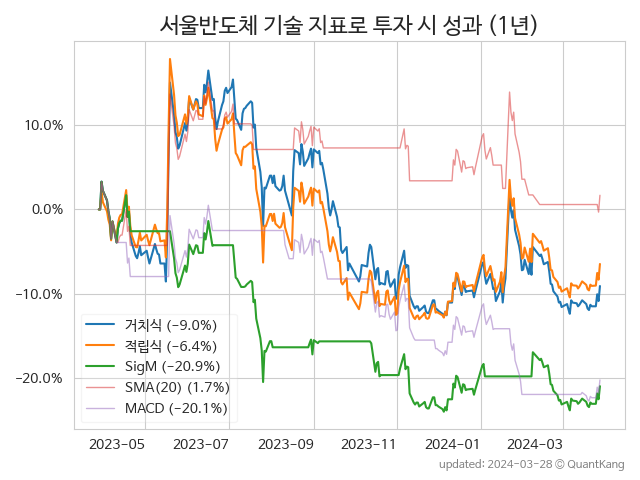 서울반도체 기술 지표로 투자 시 성과 (1년)
10.0%
0.0%
−10.0%
−20.0%
거치식 (−9.0%)
적립식 (−6.4%)
SigM (−20.9%)
SMA(20) (1.7%)
MACD (−20.1%)
2023−05 2023−07 2023−09 2023−11 2024−01 2024−03
updated: 2024−03−28 © QuantKang